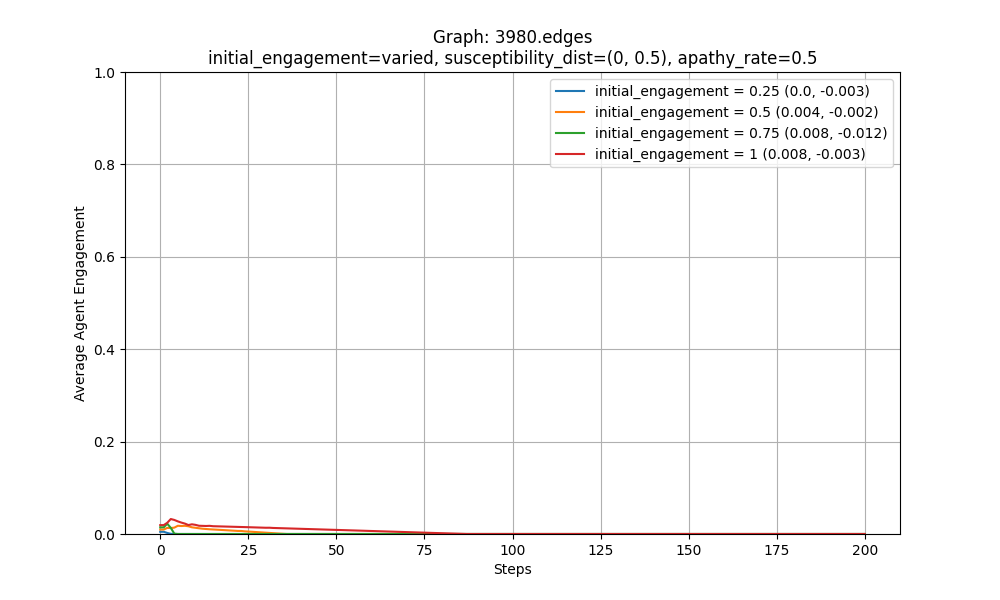 Graph: 3980.edges
initial_engagement=varied, susceptibility_dist=(0, 0.5), apathy_rate=0.5
initial_engagement = 0.25 (0.0, -0.003)
initial_engagement = 0.5 (0.004, -0.002)
initial_engagement = 0.75 (0.008, -0.012)
initial_engagement = 1 (0.008, -0.003)
Average Agent Engagement
1.0
0.8
0.6
0.4
0.2
0.0
0 25 50 75 100 125 150 175 200
Steps